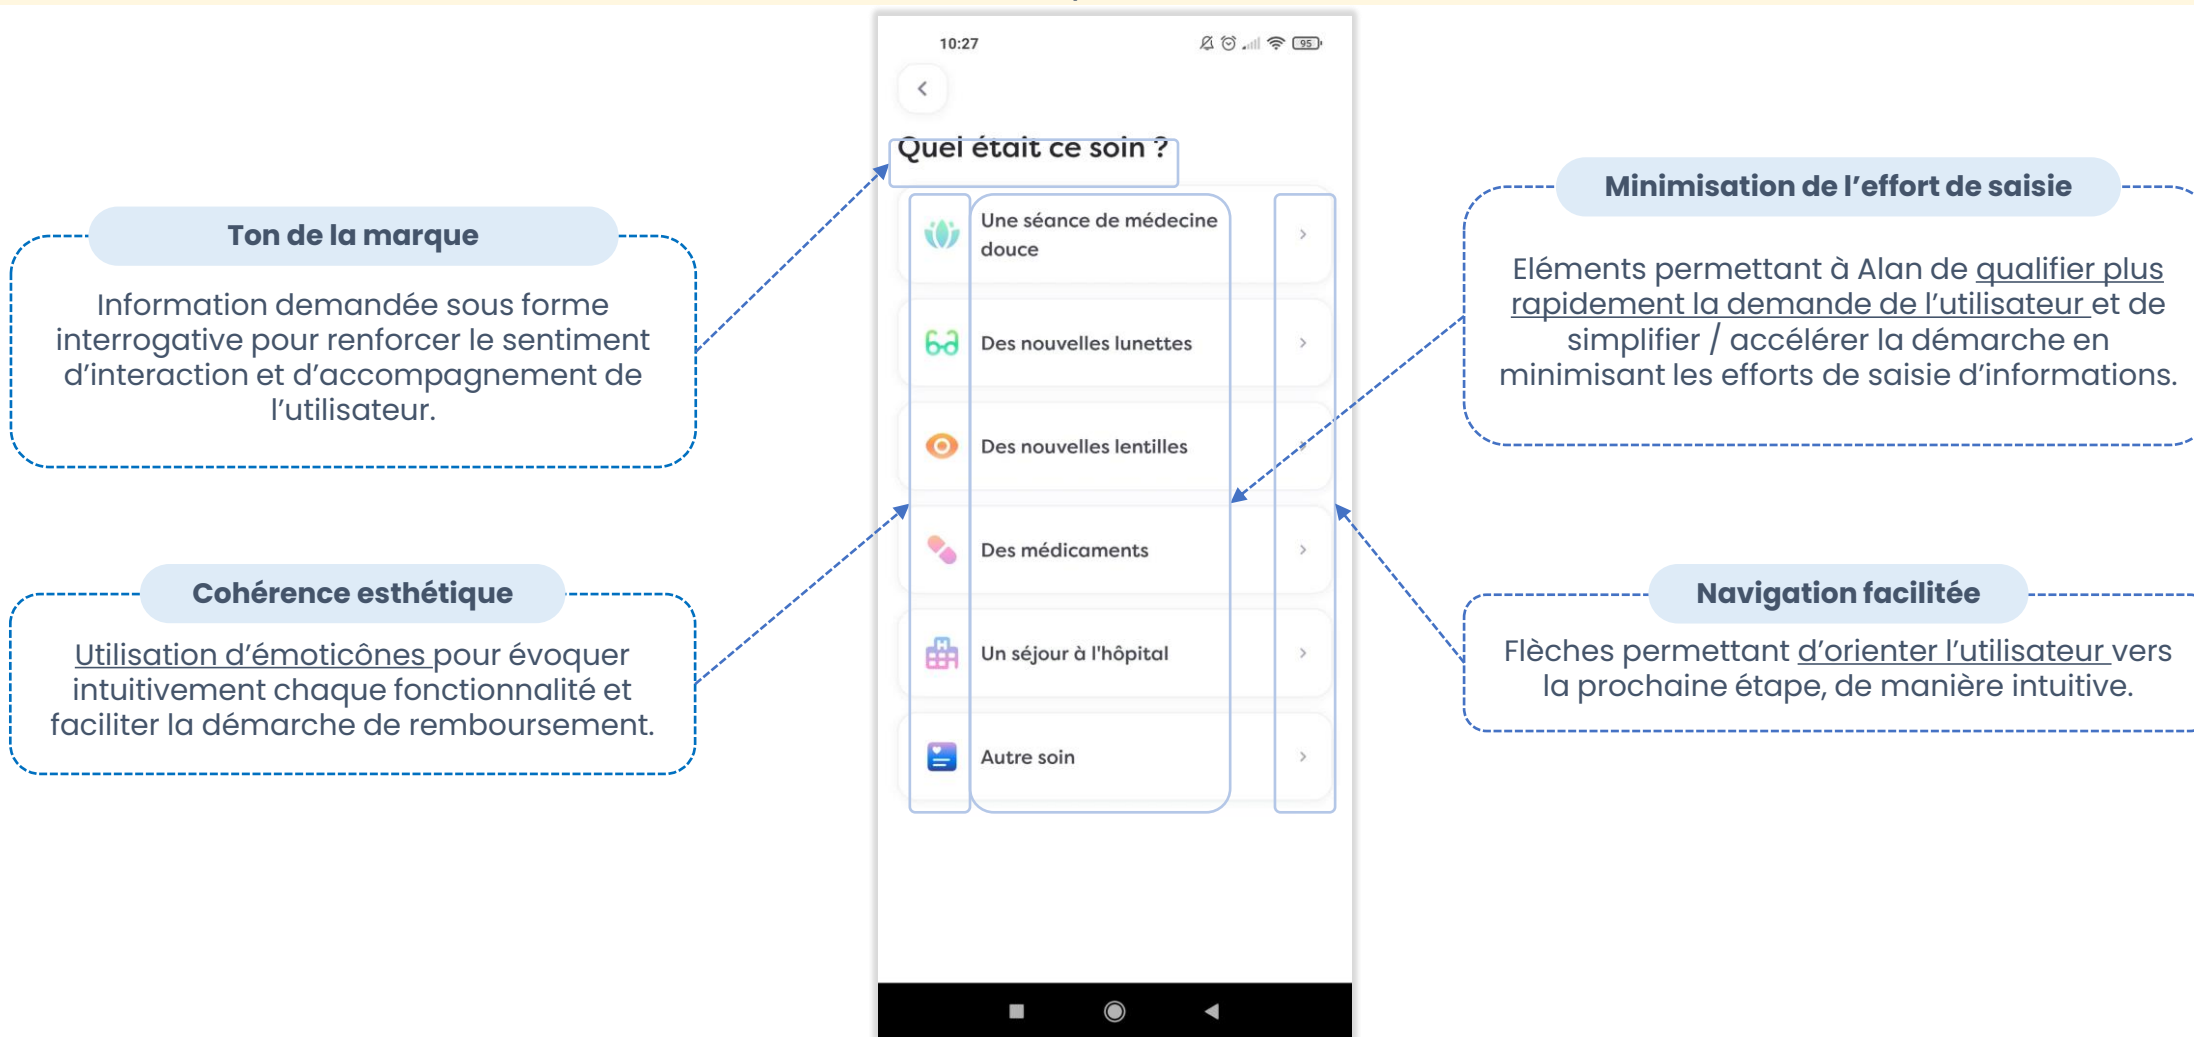 10:27
95
Quel était ce soin ?
Une séance de médecine
douce
Des nouvelles lunettes
Des nouvelles lentilles
Des médicaments
Un séjour à l'hôpital
Autre soin
Ton de la marque
Information demandée sous forme
interrogative pour renforcer le sentiment
d’interaction et d’accompagnement de
l’utilisateur.
Cohérence esthétique
Utilisation d’émoticônes pour évoquer
intuitivement chaque fonctionnalité et
faciliter la démarche de remboursement.
Minimisation de l’effort de saisie
Eléments permettant à Alan de qualifier plus
rapidement la demande de l’utilisateur et de
simplifier / accélérer la démarche en
minimisant les efforts de saisie d’informations.
Navigation facilitée
Flèches permettant d’orienter l’utilisateur vers
la prochaine étape, de manière intuitive.